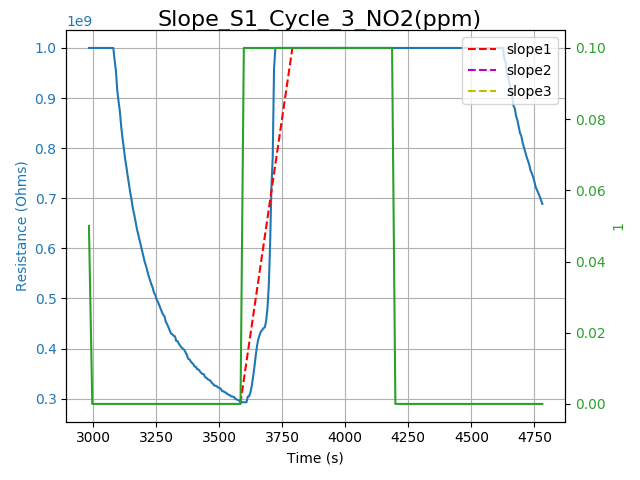 Slope_S1_Cycle_3_NO2(ppm)
1e9
1.0
0.9
0.8
0.7
0.6
0.5
0.4
0.3
Resistance (Ohms)
slope1
slope2
slope3
0.10
0.08
0.06
0.04
0.02
0.00
1
3000 3250 3500 3750 4000 4250 4500 4750
Time (s)